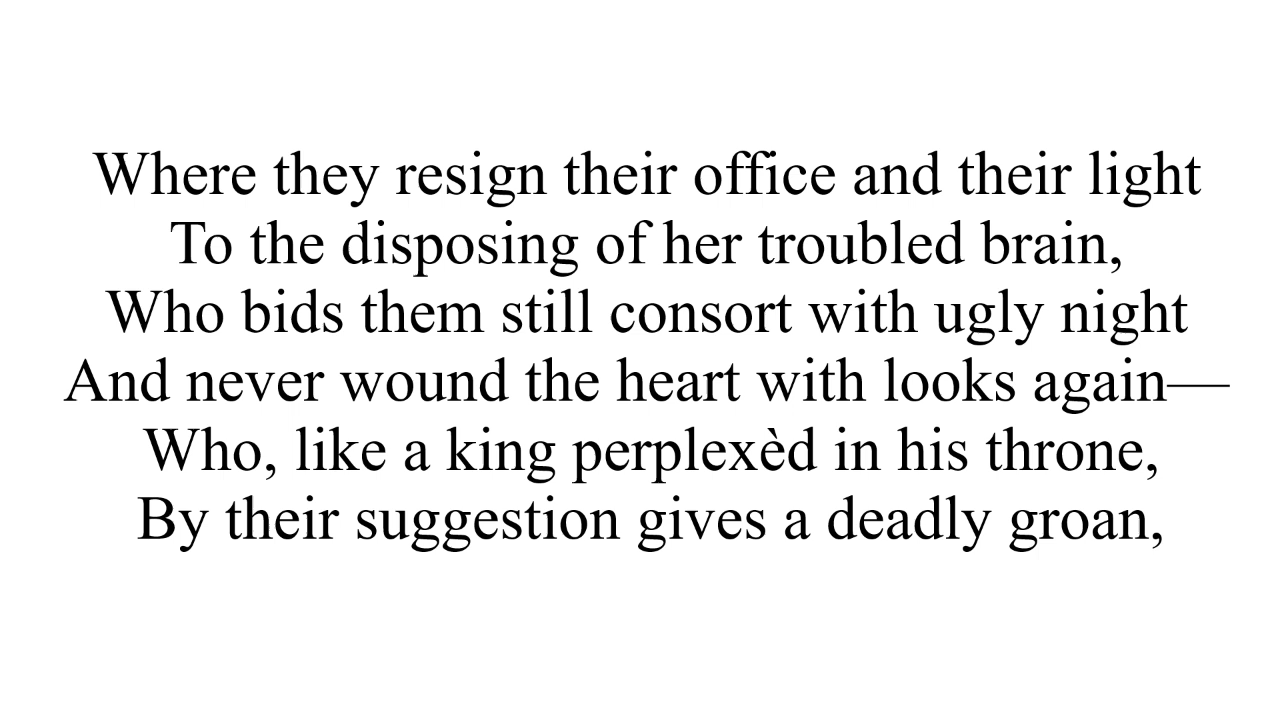 Where they resign their office and their light
To the disposing of her troubled brain,
Who bids them still consort with ugly night
And never wound the heart with looks again—
Who, like a king perplexèd in his throne,
By their suggestion gives a deadly groan,